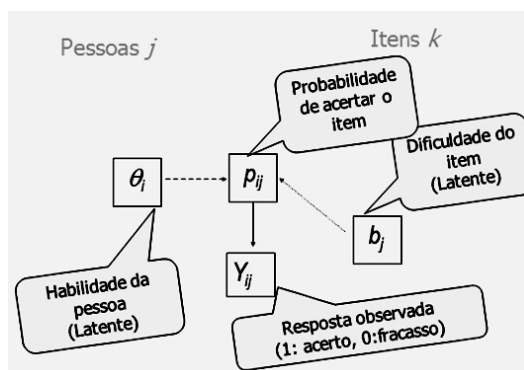 Pessoas j
Itens k
Probabilidade
de acertar o
item
Dificuldade do
item
(Latente)
θi
pij
bj
Yij
Habilidade da
pessoa
(Latente)
Resposta observada
(1: acerto, 0:fracasso)